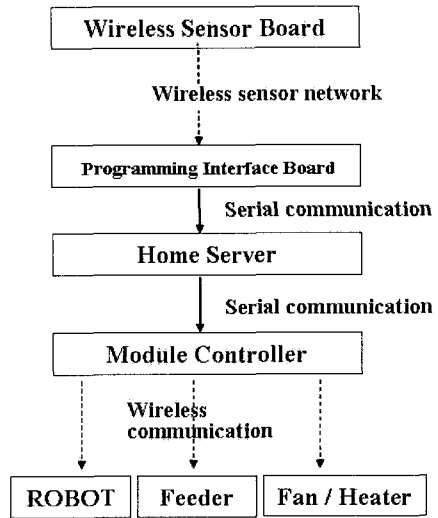 Wireless Sensor Board
Wireless sensor network
Programming Interface Board
Serial communication
Home Server
Serial communication
Module Controller
Wireless
communication
ROBOT
Feeder
Fan / Heater